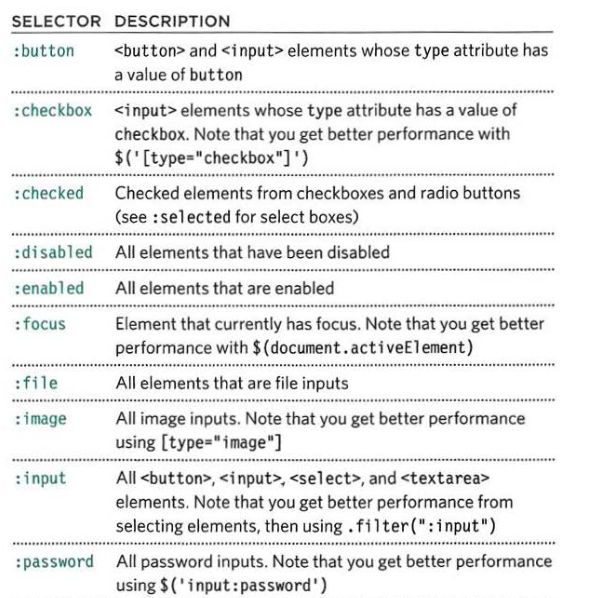 SELECTOR DESCRIPTION
:button <button> and <input> elements whose type attribute has
a value of button
:checkbox <input> elements whose type attribute has a value of
checkbox. Note that you get better performance with
$('[type="checkbox"]')
:checked Checked elements from checkboxes and radio buttons
(see :selected for select boxes)
:disabled All elements that have been disabled
:enabled All elements that are enabled
:focus Element that currently has focus. Note that you get better
performance with $(document.activeElement)
:file All elements that are file inputs
:image All image inputs. Note that you get better performance
using [type="image"]
:input All <button>, <input>, <select>, and <textarea>
elements. Note that you get better performance from
selecting elements, then using .filter(":input")
:password All password inputs. Note that you get better performance
using $('input:password')